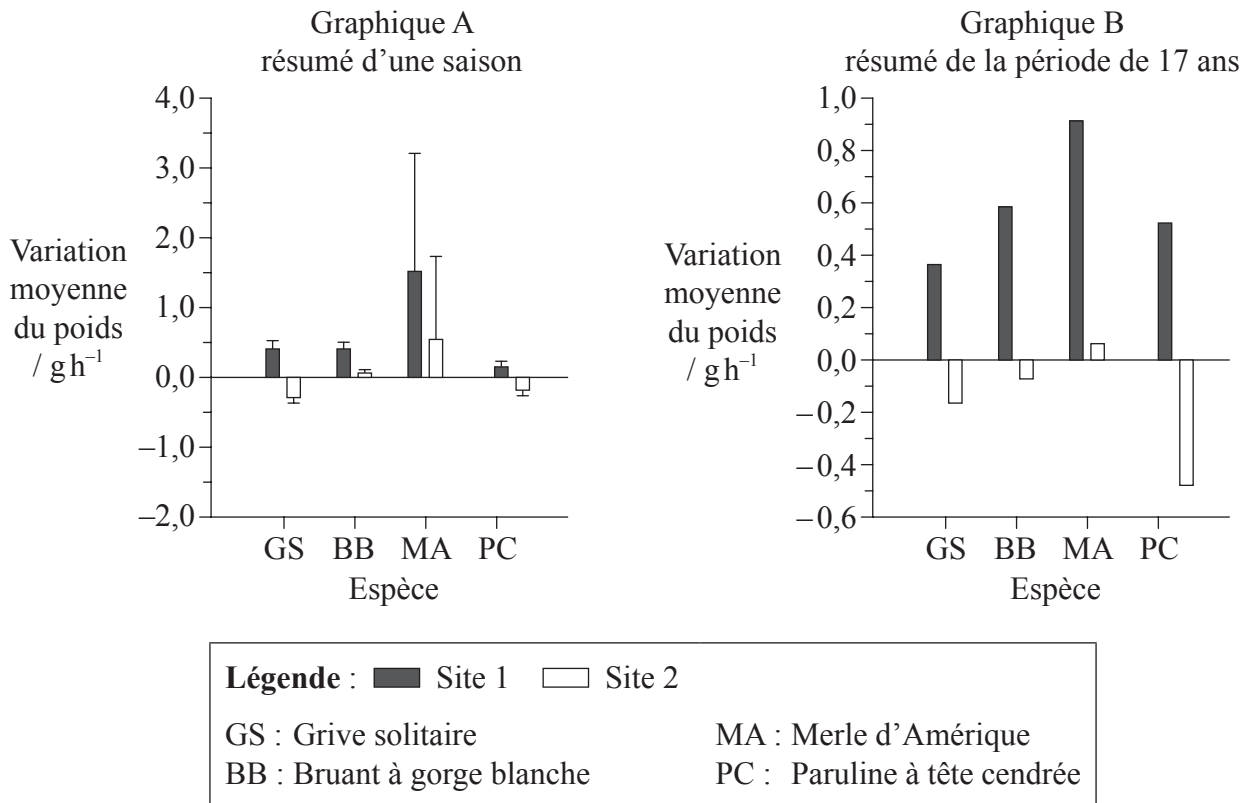 Graphique A
résumé d’une saison
4,0
3,0
2,0
1,0
0,0
–1,0
–2,0
Variation
moyenne
du poids
/ g h–1
GS BB MA PC
Espèce
Graphique B
résumé de la période de 17 ans
1,0
0,8
0,6
0,4
0,2
0,0
–0,2
–0,4
–0,6
Variation
moyenne
du poids
/ g h–1
GS BB MA PC
Espèce
Légende : Site 1 Site 2
GS : Grive solitaire MA : Merle d’Amérique
BB : Bruant à gorge blanche PC : Paruline à tête cendrée